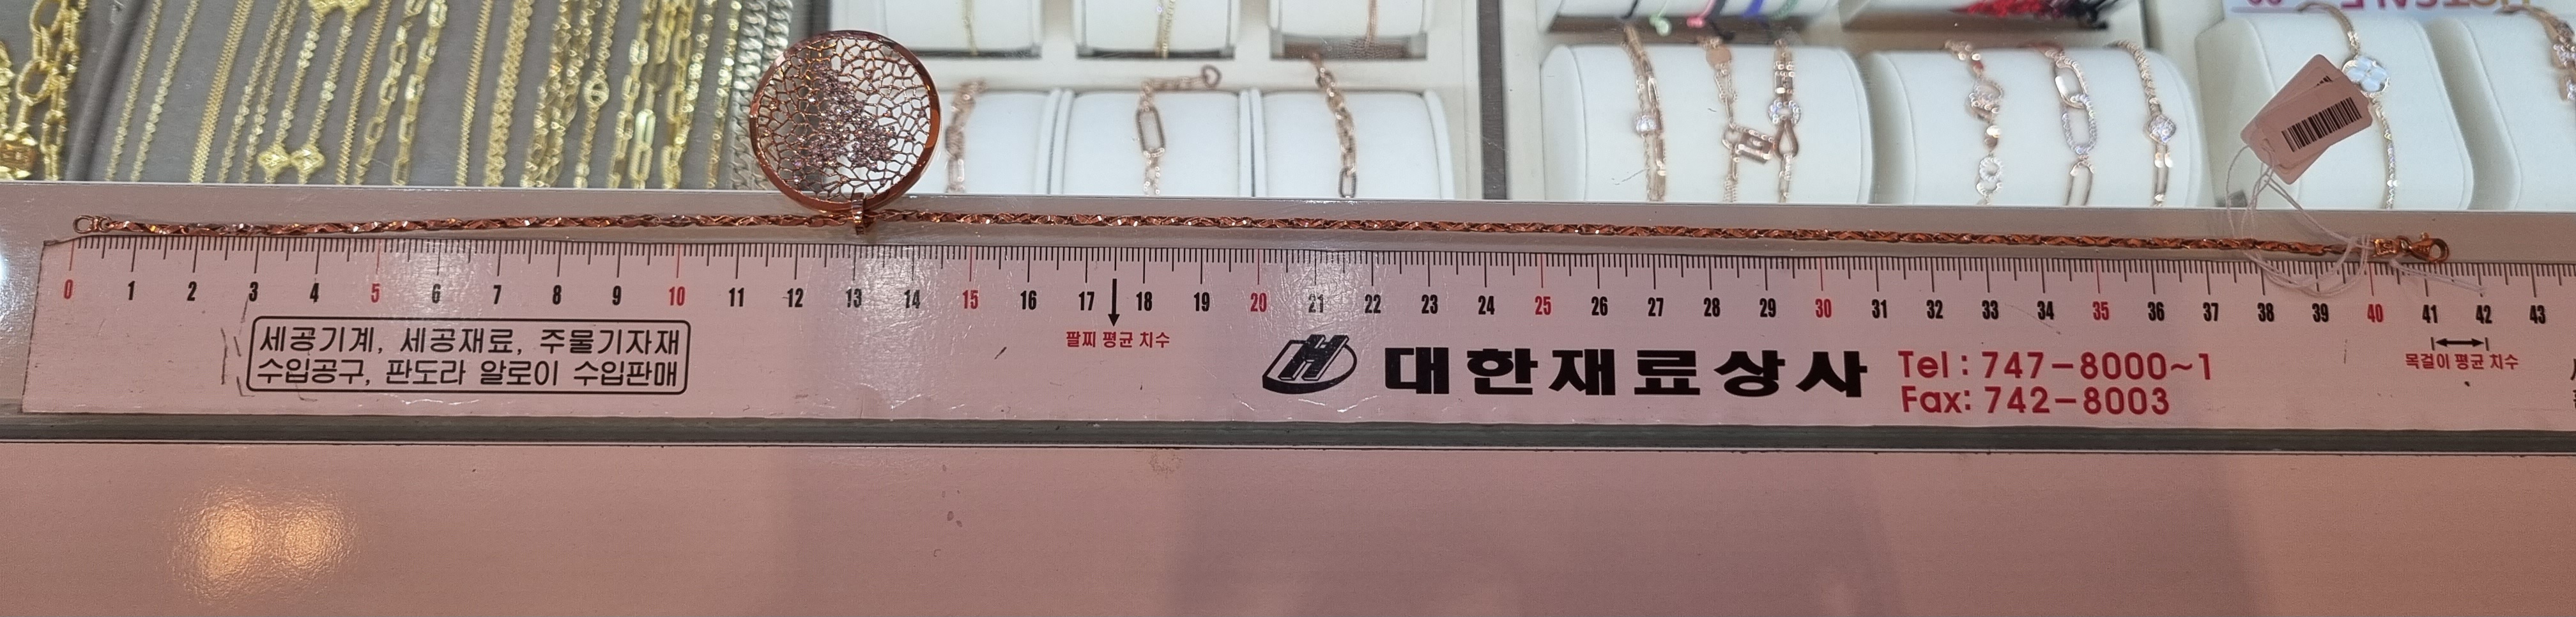 0 1 2 3 4 5 6 7 8 9 10 11 12 13 14 15 16 17 18 19 20 21 22 23 24 25 26 27 28 29 30 31 32 33 34 35 36 37 38 39 40 41 42 43
팔찌 평균 치수
목걸이 평균 치수
세공기계, 세공재료, 주물기자재
수입공구, 판도라 알로이 수입판매
H 대한재료상사
Tel : 747-8000~1
Fax: 742-8003